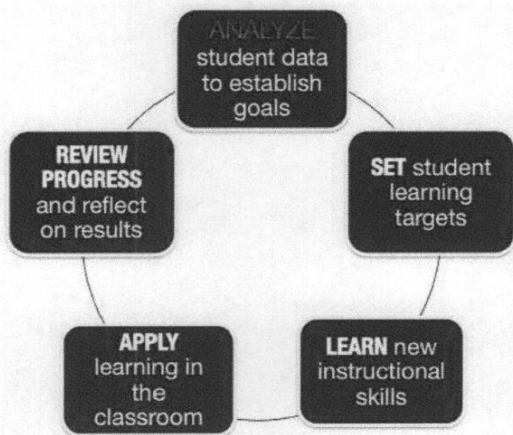 ANALYZE
student data
to establish
goals
SET student
learning
targets
LEARN new
instructional
skills
APPLY
learning in
the
classroom
REVIEW
PROGRESS
and reflect
on results